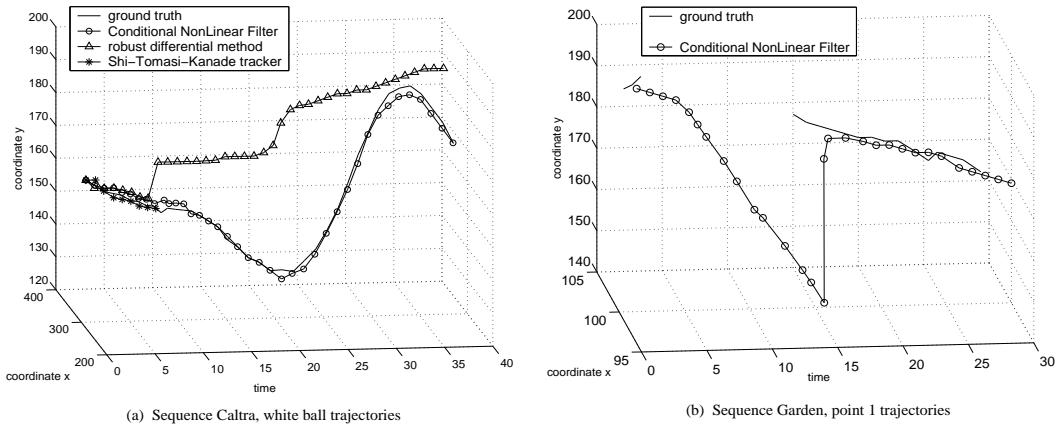 ground truth
Conditional NonLinear Filter
robust differential method
Shi−Tomasi−Kanade tracker
200
190
180
170
160
150
140
130
120
coordinate y
400
300
200
coordinate x
0
5
10
15
20
25
30
35
40
time
(a) Sequence Caltra, white ball trajectories
ground truth
Conditional NonLinear Filter
200
190
180
170
160
150
140
coordinate y
105
100
95
coordinate x
0
5
10
15
20
25
30
time
(b) Sequence Garden, point 1 trajectories